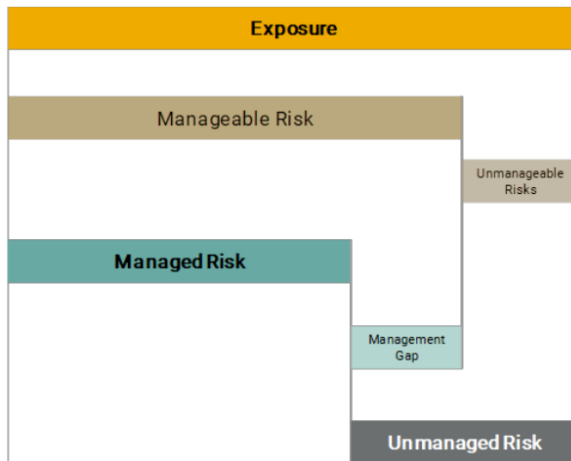 Exposure
Manageable Risk
Unmanageable
Risks
Managed Risk
Management
Gap
Unmanaged Risk